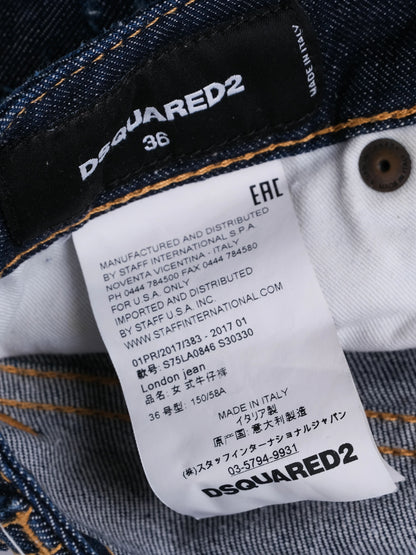 DSQUARED2
36
MADE IN ITALY
EAC
MANUFACTURED AND DISTRIBUTED
BY STAFF INTERNATIONAL S.P.A.
NOVENTA VICENTINA - ITALY
PH 0444 784500 FAX 0444 784580
FOR U.S.A. ONLY
IMPORTED AND DISTRIBUTED
BY STAFF U.S.A. INC.
WWW.STAFFINTERNATIONAL.COM
01PR/2017/383 - 2017 01
款号: S75LA0846 S30330
London jean
品名: 女式牛仔裤
36 号型: 150/58A
MADE IN ITALY
イタリア製
原产国: 意大利製造
(株) スタッフインターナショナルジャパン
03-5794-9931
DSQUARED2